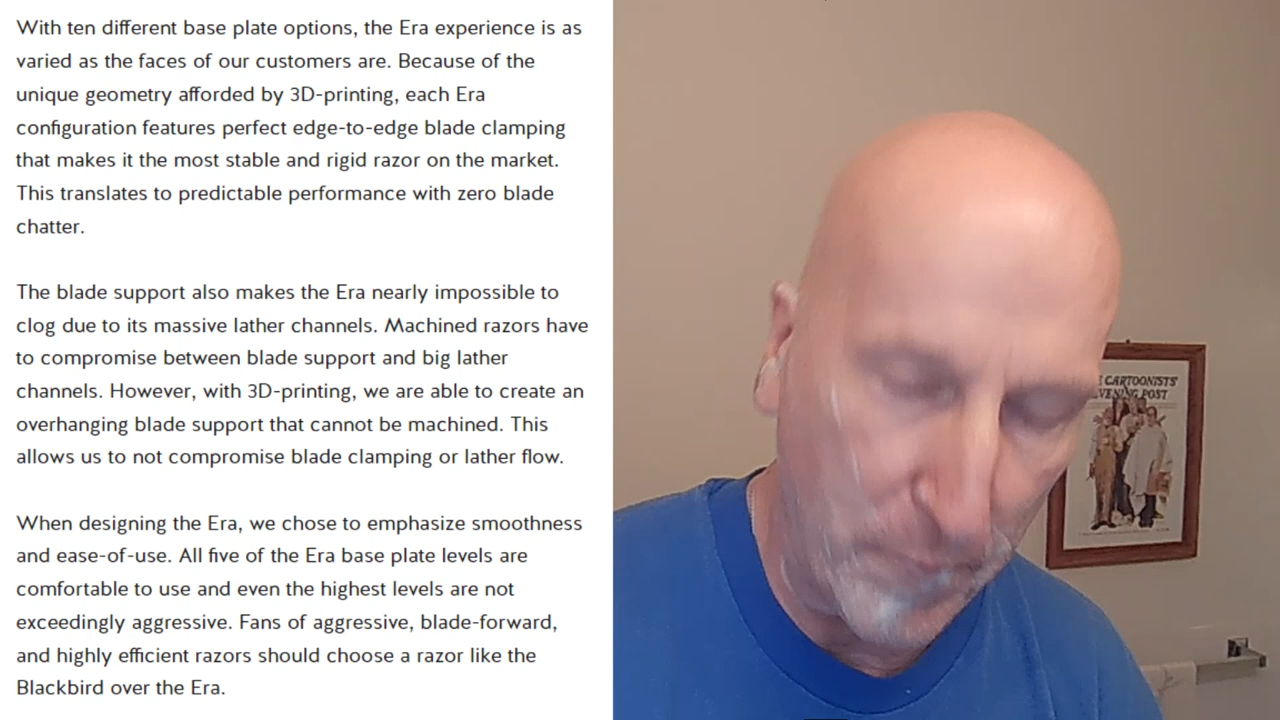 With ten different base plate options, the Era experience is as
varied as the faces of our customers are. Because of the
unique geometry afforded by 3D-printing, each Era
configuration features perfect edge-to-edge blade clamping
that makes it the most stable and rigid razor on the market.
This translates to predictable performance with zero blade
chatter.
The blade support also makes the Era nearly impossible to
clog due to its massive lather channels. Machined razors have
to compromise between blade support and big lather
channels. However, with 3D-printing, we are able to create an
overhanging blade support that cannot be machined. This
allows us to not compromise blade clamping or lather flow.
When designing the Era, we chose to emphasize smoothness
and ease-of-use. All five of the Era base plate levels are
comfortable to use and even the highest levels are not
exceedingly aggressive. Fans of aggressive, blade-forward,
and highly efficient razors should choose a razor like the
Blackbird over the Era.
CARTOONISTS'
EVENING POST